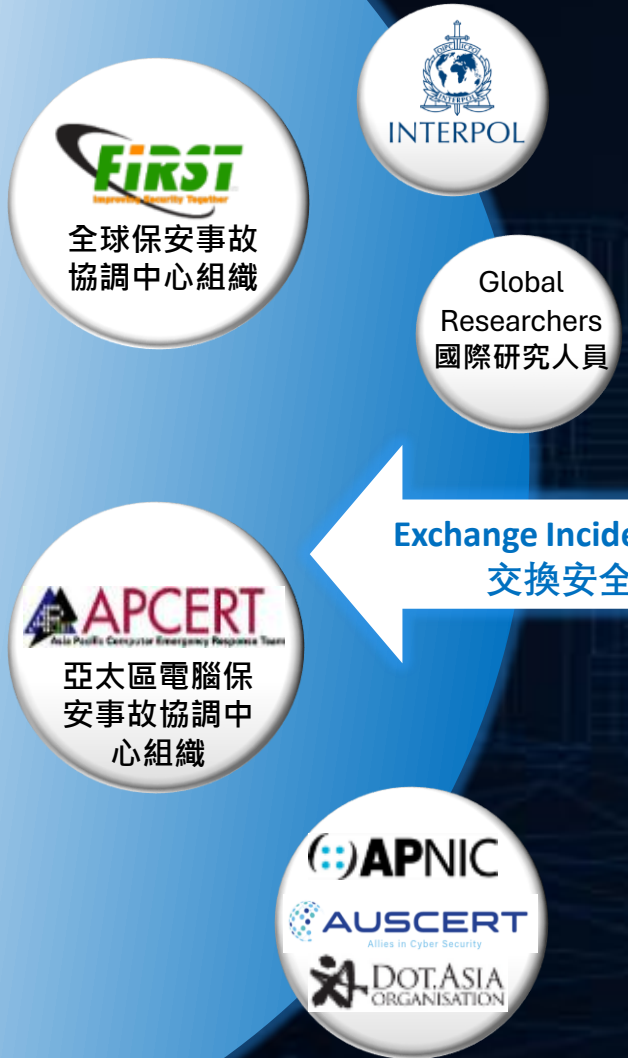 INTERPOL
FiRST
Improving Security Together
全球保安事故
協調中心組織
Global
Researchers
國際研究人員
Exchange Incide
交換安全
APCERT
Asia Pacific Computer Emergency Response Team
亞太區電腦保
安事故協調中
心組織
APNIC
AUSCERT
Allies in Cyber Security
DOT.ASIA
ORGANISATION